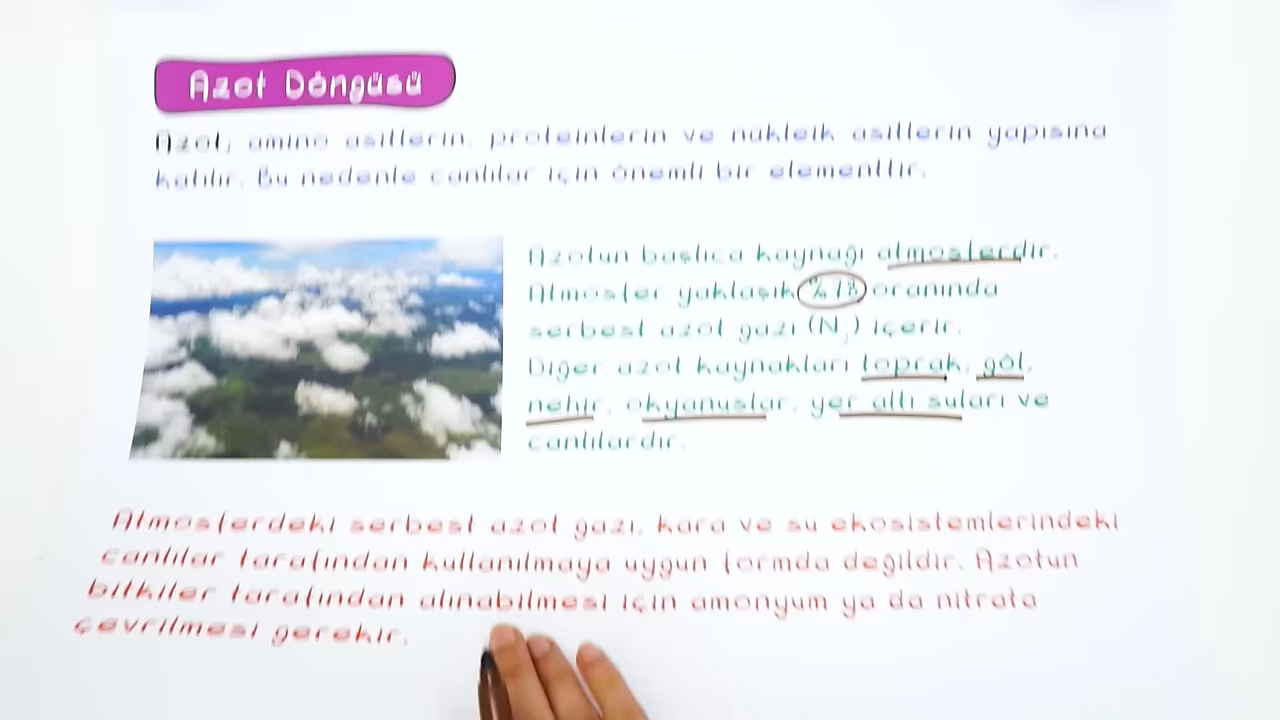 Azot Döngüsü
Azot; amino asitlerin, proteinlerin ve nükleik asitlerin yapısına
katılır. Bu nedenle canlılar için önemli bir elementtir.
Azotun başlıca kaynağı atmosferdir.
Atmosfer yaklaşık %78 oranında
serbest azot gazı (N2) içerir.
Diğer azot kaynakları toprak, göl,
nehir, okyanuslar, yer altı suları ve
canlılardır.
Atmosferdeki serbest azot gazı, kara ve su ekosistemlerindeki
canlılar tarafından kullanılmaya uygun formda değildir. Azotun
bitkiler tarafından alınabilmesi için amonyum ya da nitrata
çevrilmesi gerekir.